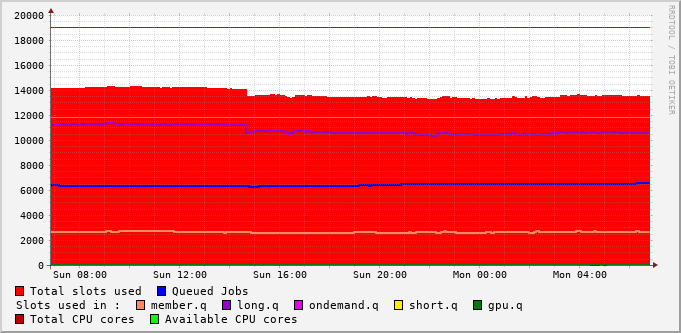 20000
18000
16000
14000
12000
10000
8000
6000
4000
2000
0
Sun 08:00 Sun 12:00 Sun 16:00 Sun 20:00 Mon 00:00 Mon 04:00
Total slots used Queued Jobs
Slots used in : member.q long.q ondemand.q short.q gpu.q
Total CPU cores Available CPU cores
RRDTOOL / TOBI OETIKER